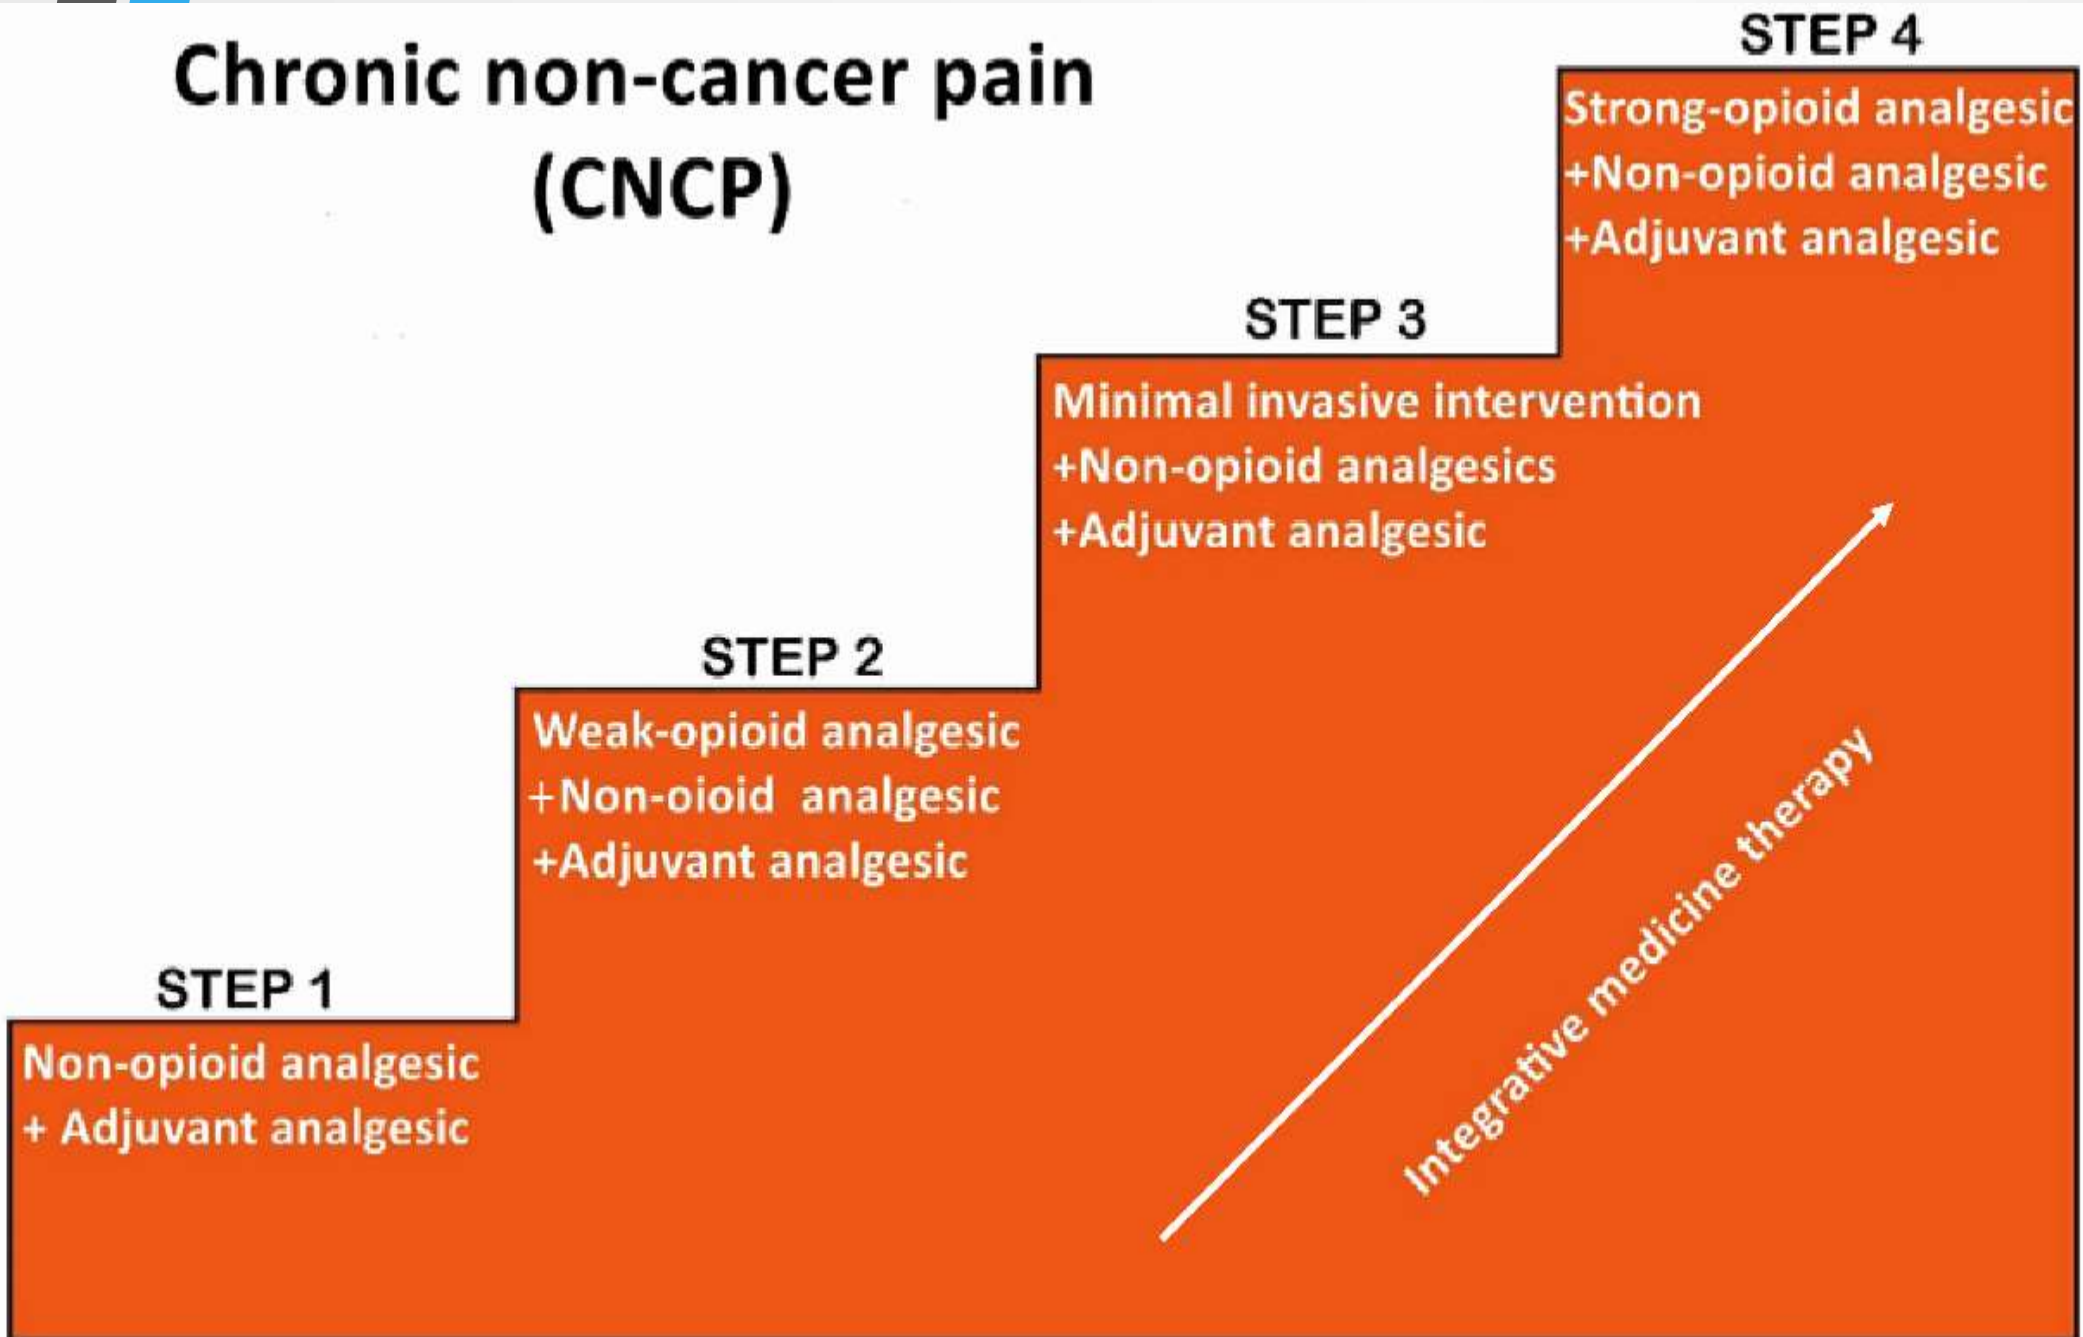 Chronic non-cancer pain
(CNCP)
STEP 4
Strong-opioid analgesic
+Non-opioid analgesic
+Adjuvant analgesic
STEP 3
Minimal invasive intervention
+Non-opioid analgesics
+Adjuvant analgesic
STEP 2
Weak-opioid analgesic
+Non-oioid analgesic
+Adjuvant analgesic
STEP 1
Non-opioid analgesic
+ Adjuvant analgesic
Integrative medicine therapy